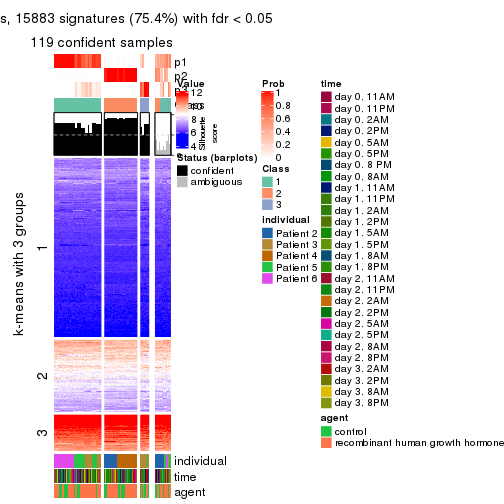 s, 15883 signatures (75.4%) with fdr < 0.05
119 confident samples
p1
p2
p3
Value
12
8
6
4
Silhouette
score
Status (barplots)
confident
ambiguous
k-means with 3 groups
1
2
3
individual
time
agent
Prob
1
0.8
0.6
0.4
0.2
0
Class
1
2
3
individual
Patient 2
Patient 3
Patient 4
Patient 5
Patient 6
time
day 0. 11AM
day 0. 11PM
day 0. 2AM
day 0. 2PM
day 0. 5AM
day 0. 5PM
day 0. 8 PM
day 0. 8AM
day 1. 11AM
day 1. 11PM
day 1. 2AM
day 1. 2PM
day 1. 5AM
day 1. 5PM
day 1. 8AM
day 1. 8PM
day 2. 11AM
day 2. 11PM
day 2. 2AM
day 2. 2PM
day 2. 5AM
day 2. 5PM
day 2. 8AM
day 2. 8PM
day 3. 2AM
day 3. 2PM
day 3. 8AM
day 3. 8PM
agent
control
recombinant human growth hormone